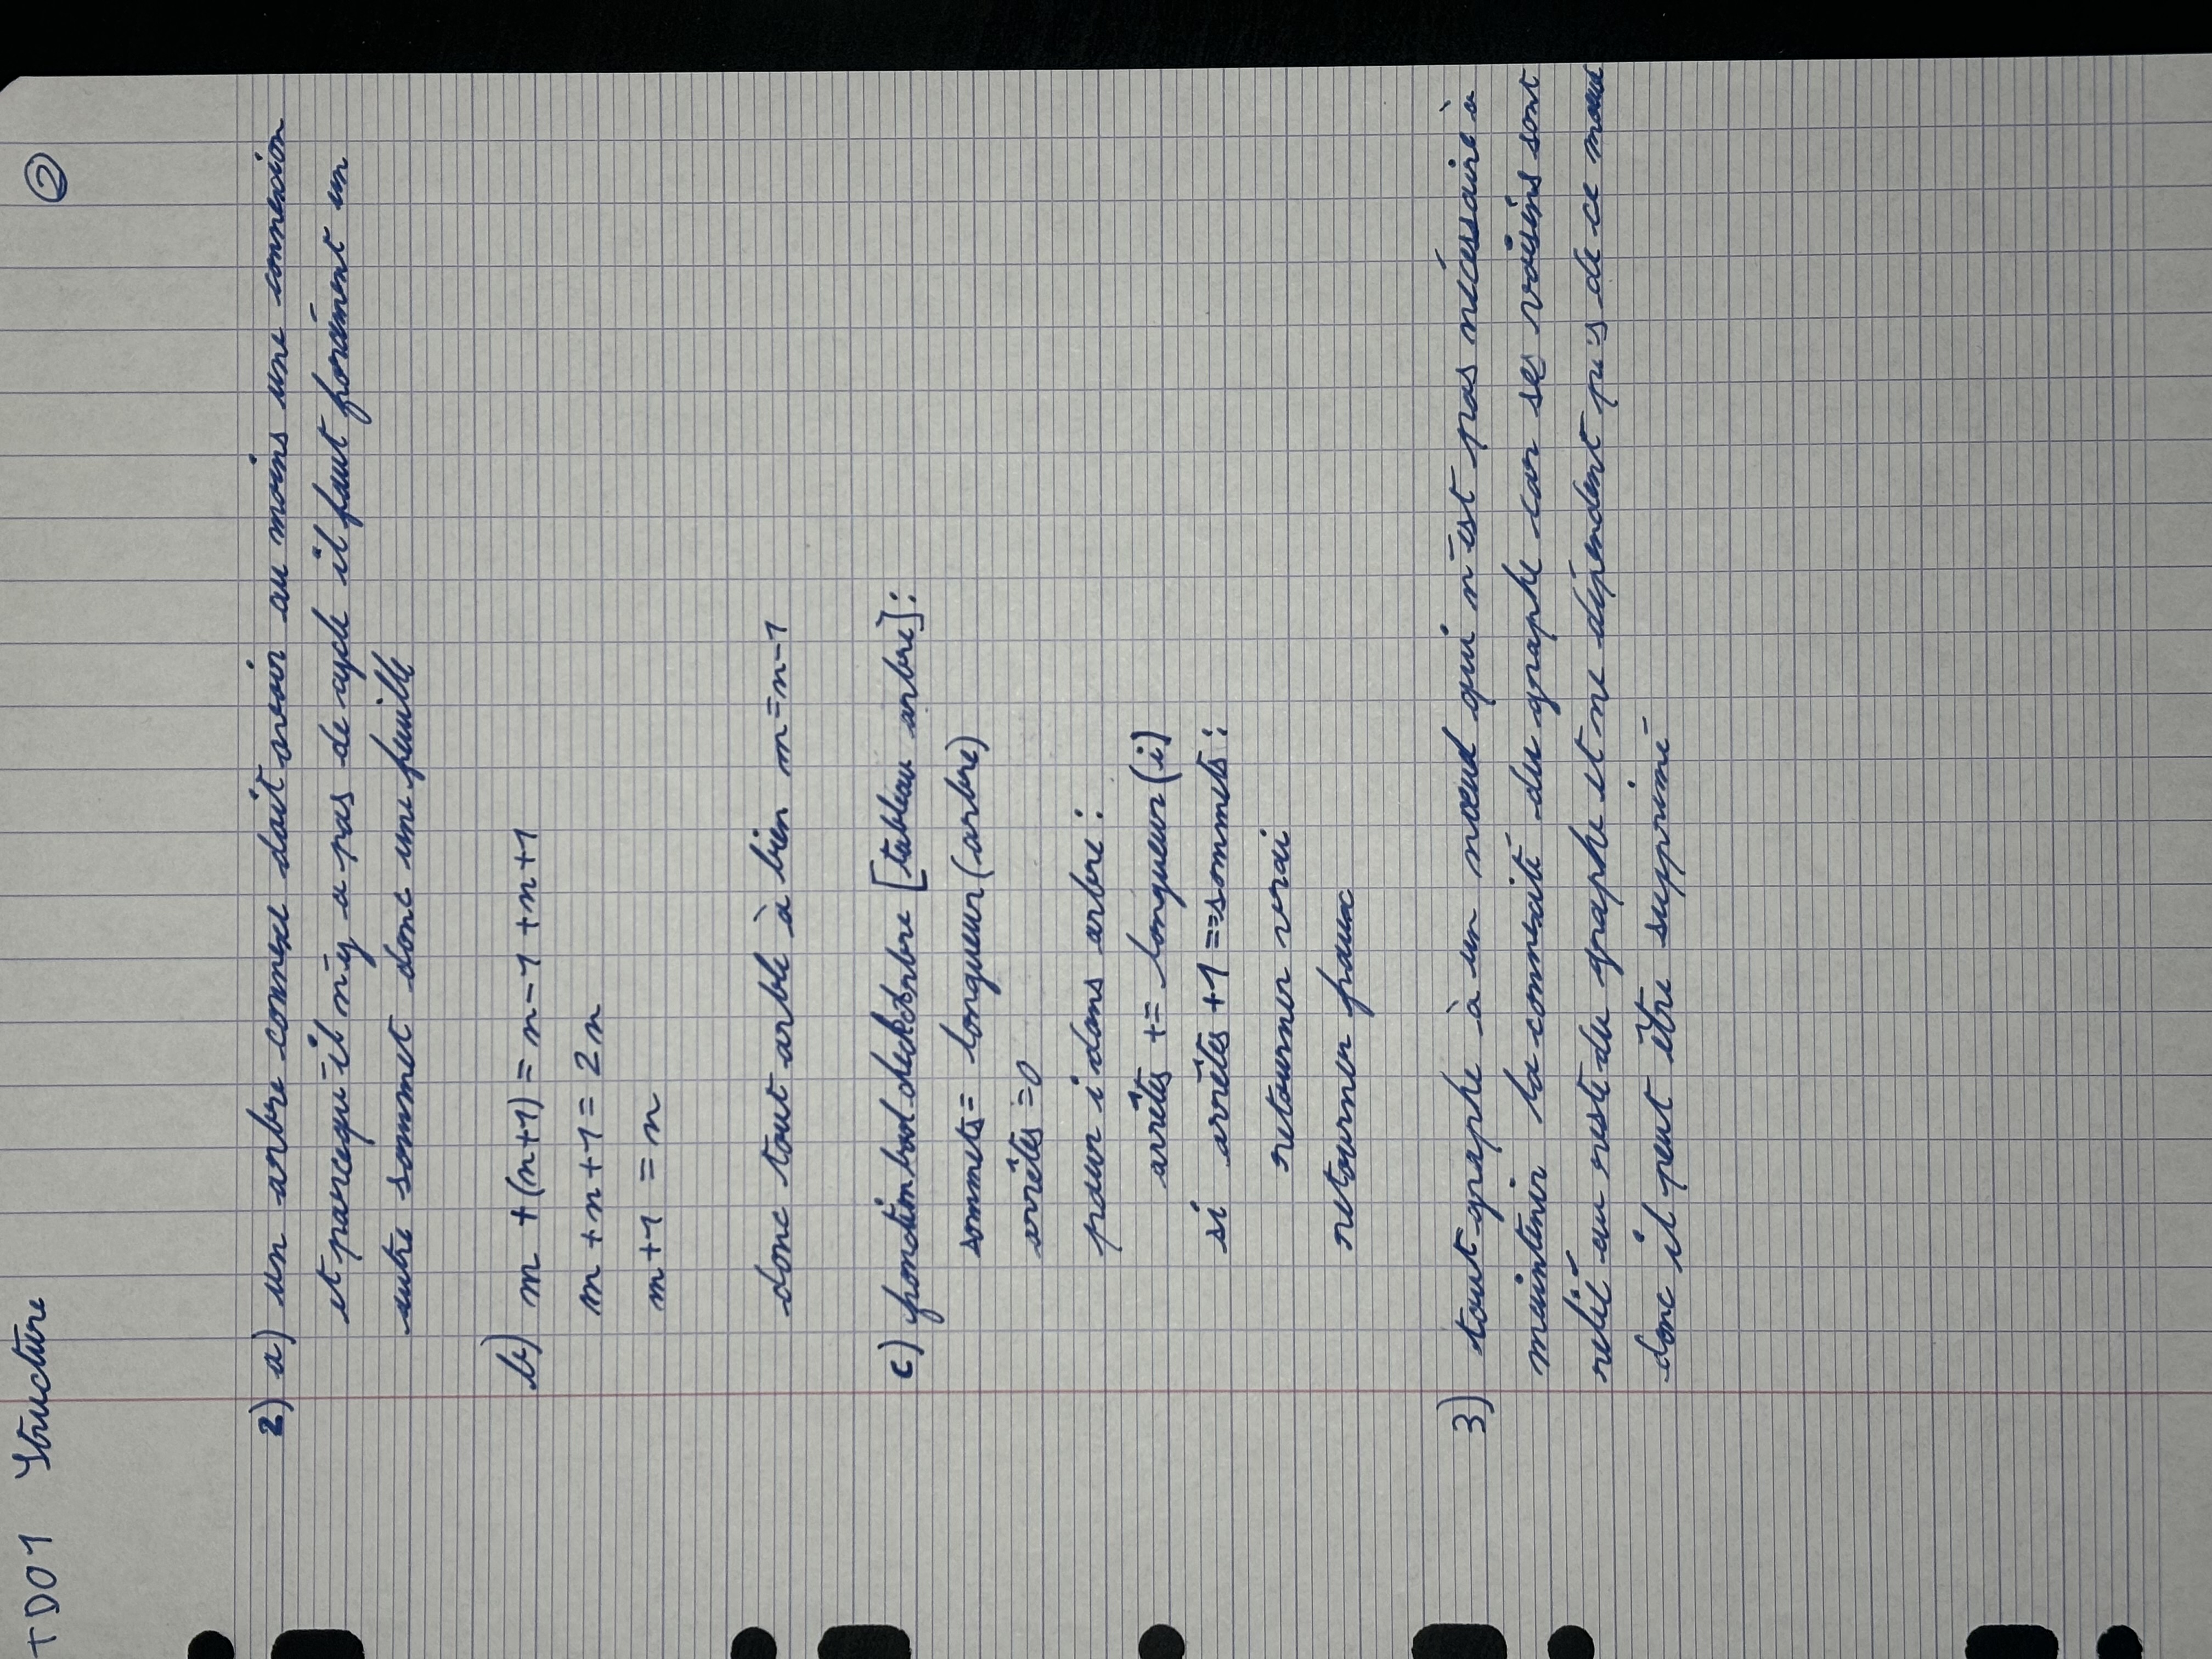 TD01 Structure
②
2) a) un arbre connexe doit avoir au moins une connexion
et parcequ'il n'y a pas de cycle il faut forcément un
autre sommet donc une feuille
b) m + (n+1) = n-1 + n+1
m + n + 1 = 2n
m+1 = n
donc tout arble à bien m=n-1
c) fonction bool checkArbre [tableau arbre]:
sommets = longueur (arbre)
arrêtes = 0
pour i dans arbre :
arrêtes += longueur (i)
si arrêtes +1 == sommets :
retourner vrai
retourner faux
3) tout graphe à un nœud qui n'est pas nécessaire à
maintenir la connexité du graphe car ses voisins sont
relié au reste du graphe et ne dépendent pas de ce nœud
donc il peut être supprimé